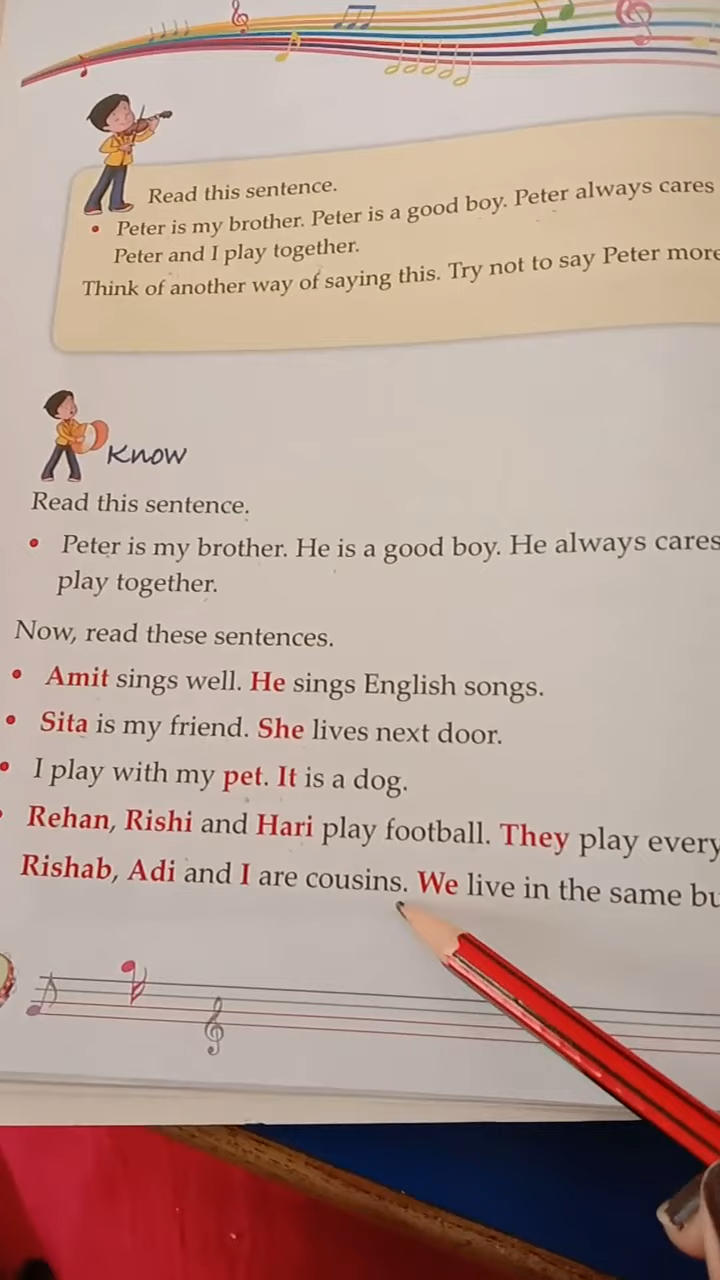 Read this sentence.
• Peter is my brother. Peter is a good boy. Peter always cares
Peter and I play together.
Think of another way of saying this. Try not to say Peter more
Know
Read this sentence.
• Peter is my brother. He is a good boy. He always cares
play together.
Now, read these sentences.
• Amit sings well. He sings English songs.
• Sita is my friend. She lives next door.
• I play with my pet. It is a dog.
• Rehan, Rishi and Hari play football. They play every
Rishab, Adi and I are cousins. We live in the same bu